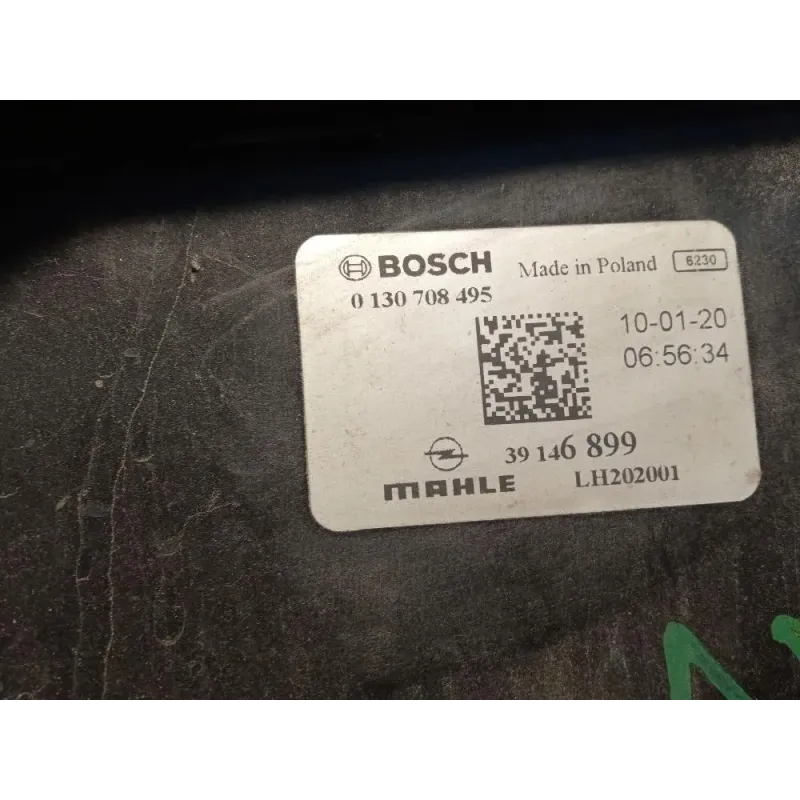 BOSCH Made in Poland 6230
0 130 708 495
10-01-20
06:56:34
39 146 899
MAHLE LH202001